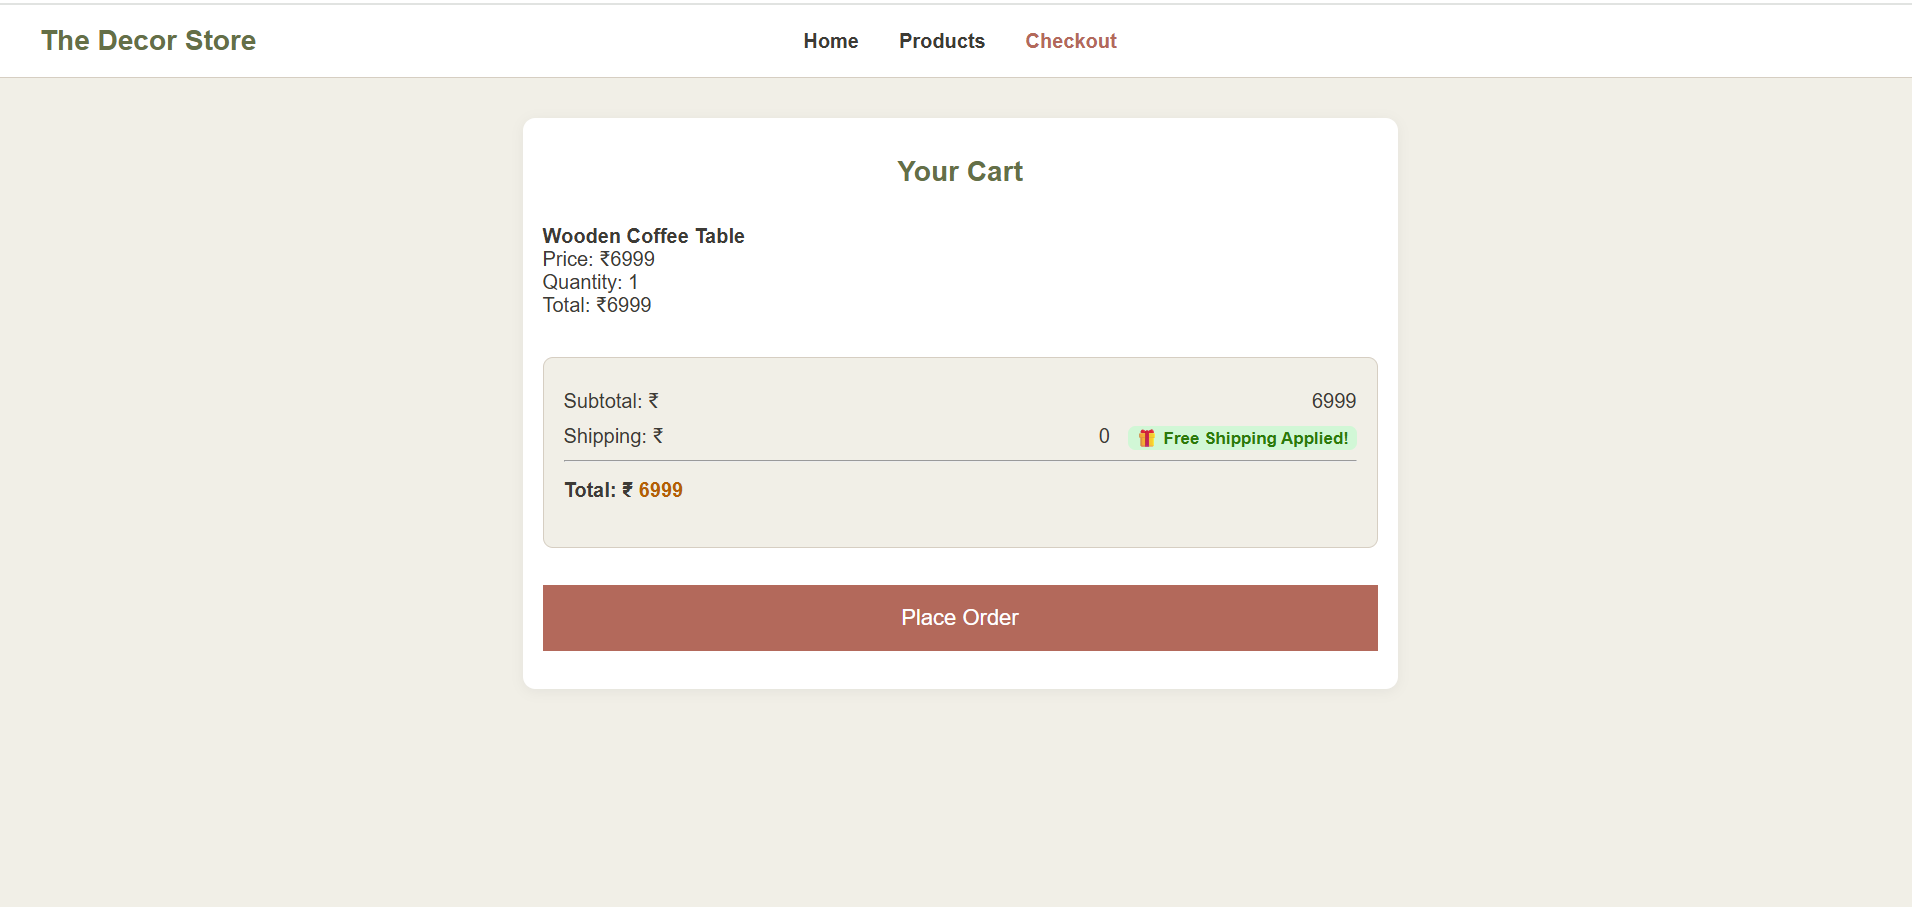 The Decor Store
Home Products Checkout
Your Cart
Wooden Coffee Table
Price: ₹6999
Quantity: 1
Total: ₹6999
Subtotal: ₹ 6999
Shipping: ₹ 0 🎁 Free Shipping Applied!
Total: ₹ 6999
Place Order